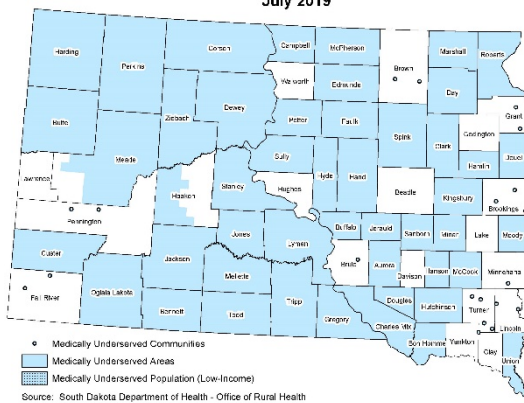 July 2019
Harding
Perkins
Corson
Campbell
McPherson
Brown
Marshall
Roberts
Walworth
Edmunds
Day
Butte
Ziebach
Dewey
Potter
Faulk
Spink
Clark
Codington
Grant
Meade
Sully
Hyde
Hand
Hamlin
Deuel
Lawrence
Haakon
Stanley
Hughes
Beadle
Kingsbury
Brookings
Pennington
Jones
Lyman
Buffalo
Jerauld
Sanborn
Miner
Lake
Moody
Custer
Jackson
Brule
Aurora
Davison
Hanson
McCook
Minnehaha
Fall River
Oglala Lakota
Mellette
Bennett
Todd
Tripp
Gregory
Douglas
Hutchinson
Turner
Lincoln
Charles Mix
Bon Homme
Yankton
Clay
Union
Medically Underserved Communities
Medically Underserved Areas
Medically Underserved Population (Low-Income)
Source: South Dakota Department of Health - Office of Rural Health